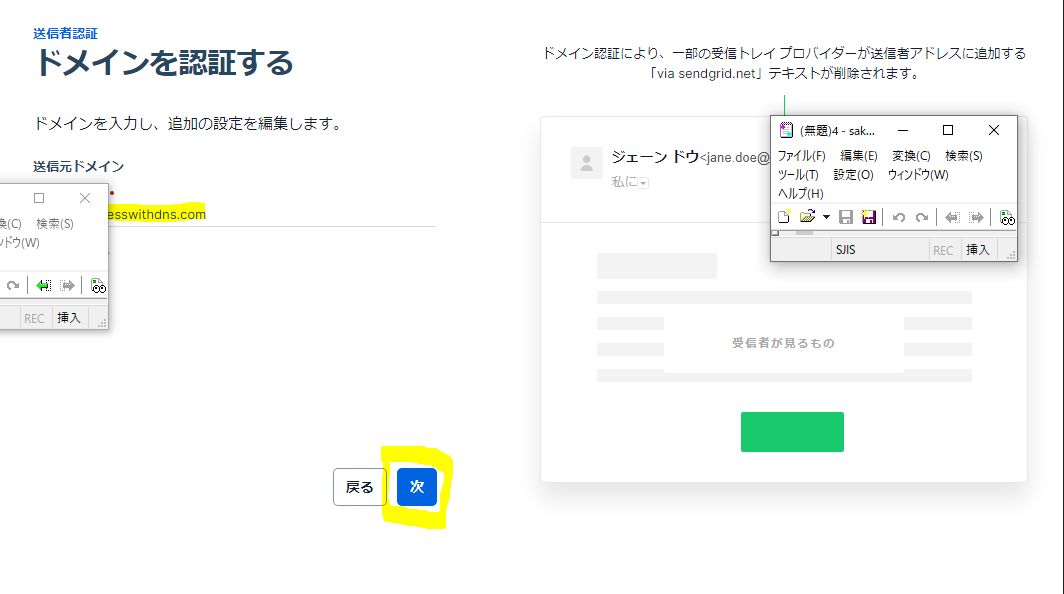 送信者認証
ドメインを認証する
ドメインを入力し、追加の設定を編集します。
送信元ドメイン
esswithdns.com
検索(S)
REC 挿入
戻る
次
ドメイン認証により、一部の受信トレイ プロバイダーが送信者アドレスに追加する
「via sendgrid.net」テキストが削除されます。
ジェーン ドウ<jane.doe@
私に
受信者が見るもの
(無題)4 - sak...
ファイル(F) 編集(E) 変換(C) 検索(S)
ツール(T) 設定(O) ウィンドウ(W)
ヘルプ(H)
SJIS REC 挿入